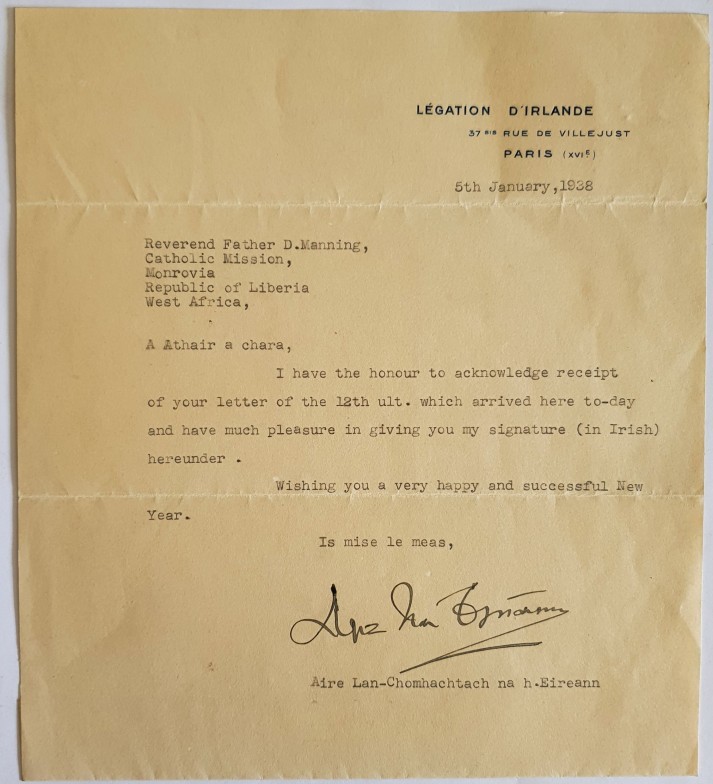 LÉGATION D'IRLANDE
37 BIS RUE DE VILLEJUST
PARIS (XVIE)
5th January,1938
Reverend Father D.Manning,
Catholic Mission,
Monrovia
Republic of Liberia
West Africa,
A Athair a chara,
I have the honour to acknowledge receipt
of your letter of the 12th ult. which arrived here to-day
and have much pleasure in giving you my signature (in Irish)
hereunder .
Wishing you a very happy and successful New
Year.
Is mise le meas,
Aire Lan-Chomhachtach na h.Eireann